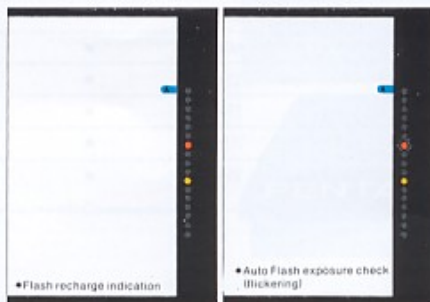 •Flash recharge indication
•Auto Flash exposure check
(flickering)